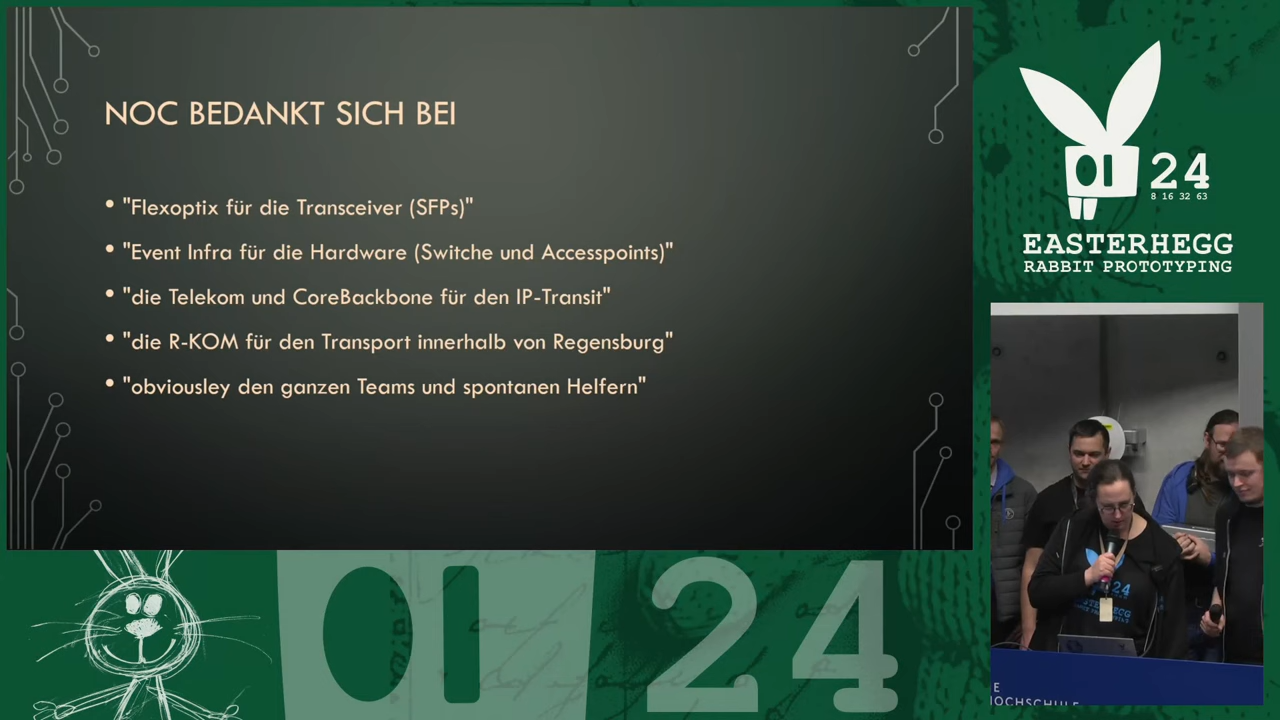 NOC BEDANKT SICH BEI
• "Flexoptix für die Transceiver (SFPs)"
• "Event Infra für die Hardware (Switche und Accesspoints)"
• "die Telekom und CoreBackbone für den IP-Transit"
• "die R-KOM für den Transport innerhalb von Regensburg"
• "obviousley den ganzen Teams und spontanen Helfern"
24
8 16 32 63
EASTERHEGG
RABBIT PROTOTYPING
24
24